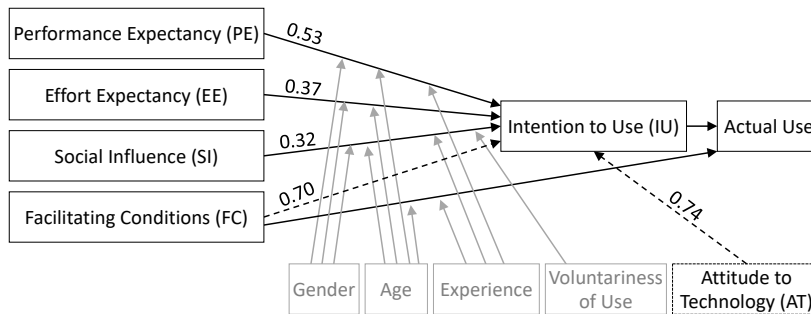 Performance Expectancy (PE)
0.53
Effort Expectancy (EE)
0.37
Intention to Use (IU)
Actual Use
Social Influence (SI)
0.32
Facilitating Conditions (FC)
0.70
0.74
Gender
Age
Experience
Voluntariness
of Use
Attitude to
Technology (AT)